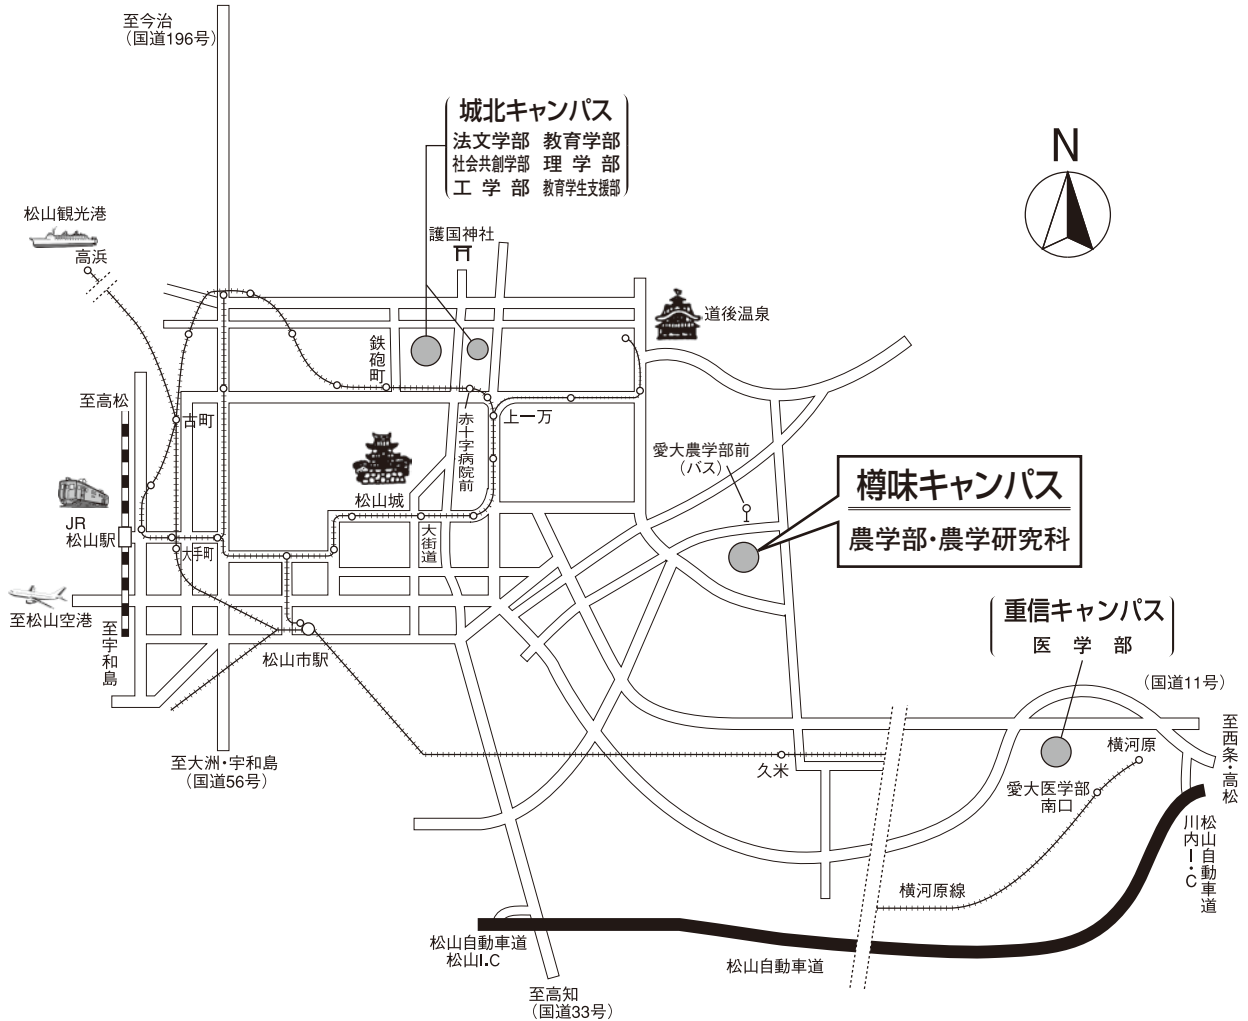 至今治
（国道196号）
城北キャンパス
法文学部 教育学部
社会共創学部 理学部
工学部 教育学生支援部
N
松山観光港
高浜
護国神社
道後温泉
鉄砲町
至高松
古町
赤十字病院前
上一万
愛大農学部前
（バス）
樽味キャンパス
農学部・農学研究科
松山城
JR
松山駅
大手町
大街道
至松山空港
至宇和島
松山市駅
重信キャンパス
医学部
（国道11号）
至西条・高松
横河原
至大洲・宇和島
（国道56号）
久米
愛大医学部
南口
松山自動車道
川内I・C
横河原線
松山自動車道
松山I.C
松山自動車道
至高知
（国道33号）